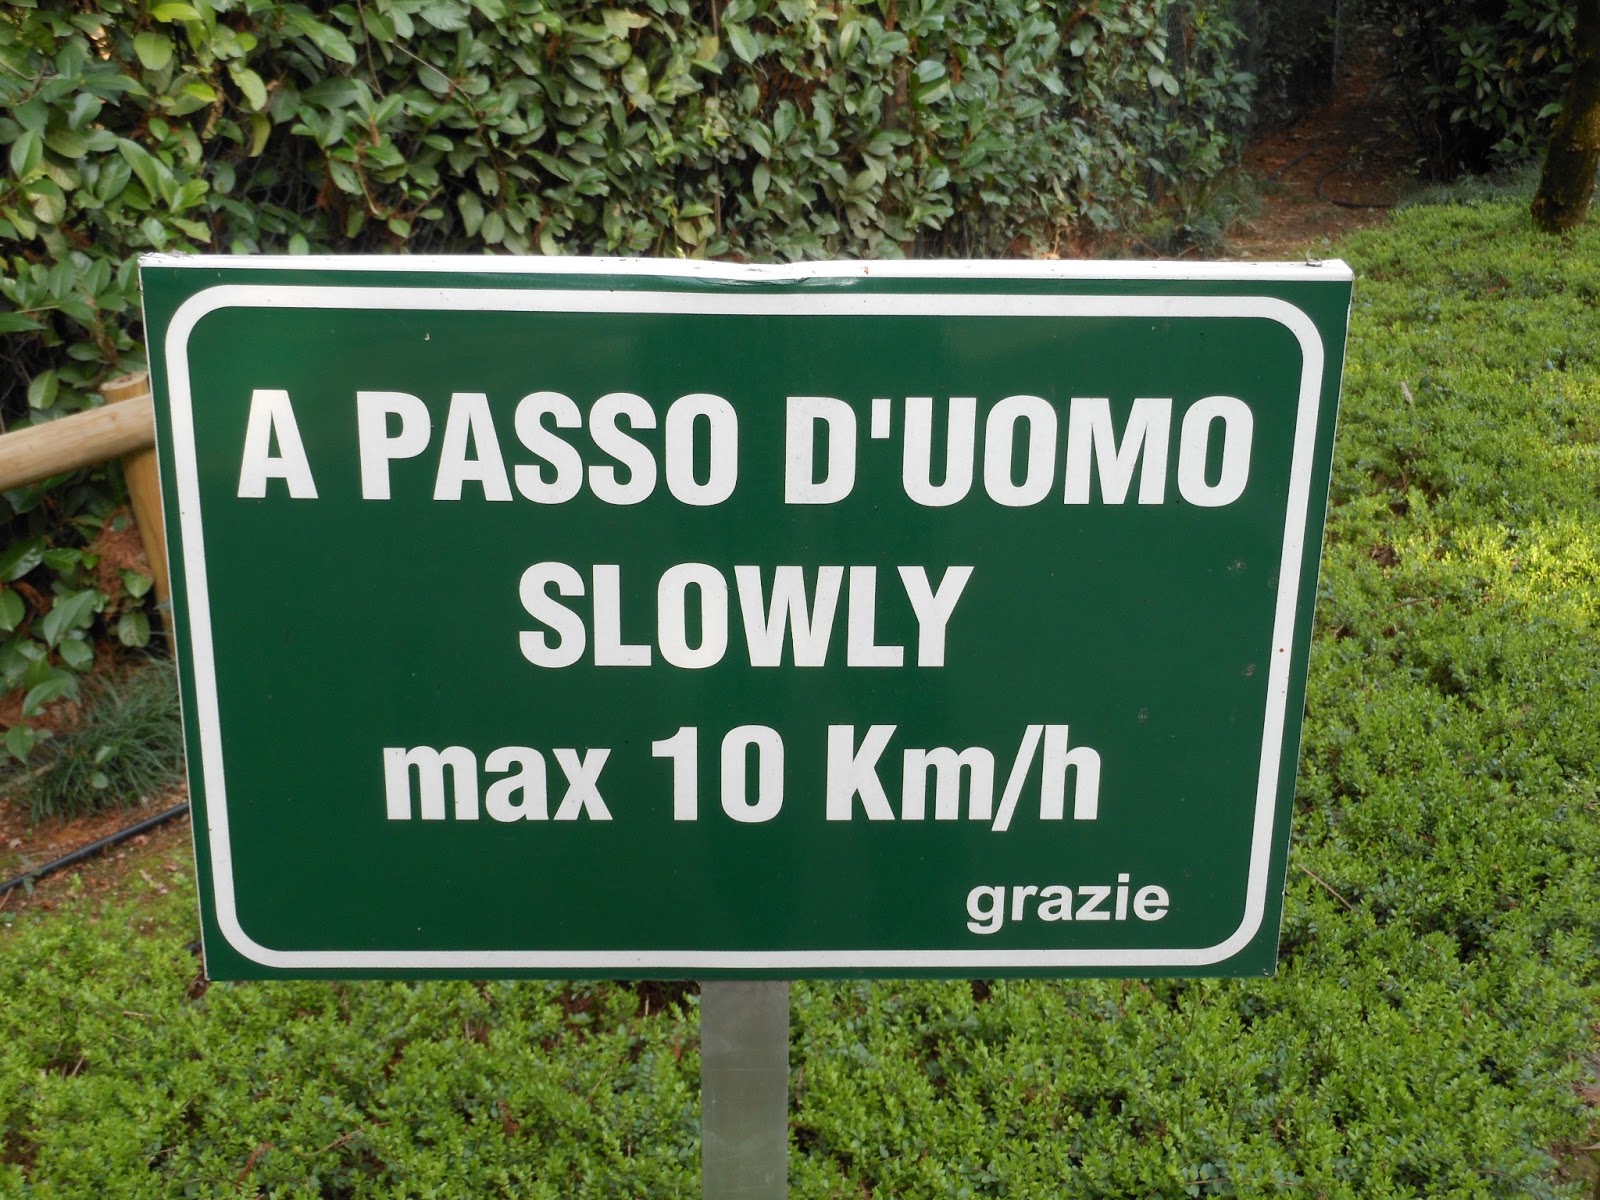 A PASSO D'UOMO
SLOWLY
max 10 Km/h
grazie